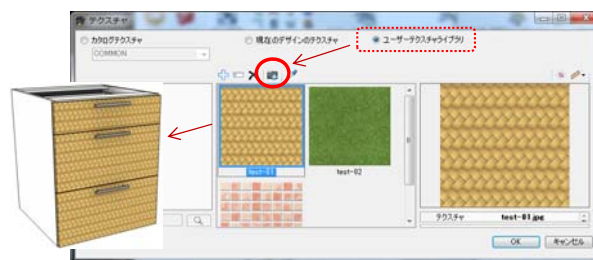 テクスチャ
カタログテクスチャ
現在のデザインのテクスチャ
ユーザーテクスチャライブラリ
COMMON
test-01
test-02
テクスチャ
test-01.jpg
OK
キャンセル